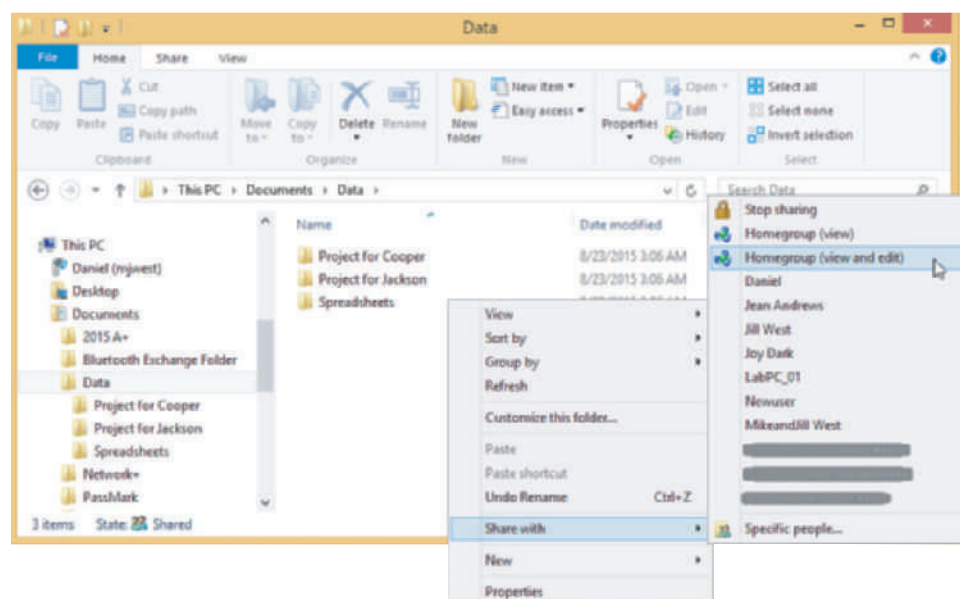 Data
File Home Share View
Copy Paste Cut Copy path Paste shortcut Move to Copy to Delete Rename New folder New item Easy access Properties Open Edit History Select all Select none Invert selection
Clipboard Organize New Open Select
This PC Documents Data Search Data
Name Date modified
This PC
Daniel (mjwest)
Desktop
Documents
2015 A+
Bluetooth Exchange Folder
Data
Project for Cooper
Project for Jackson
Spreadsheets
Network+
PassMark
Project for Cooper 8/23/2015 3:06 AM
Project for Jackson 8/23/2015 3:06 AM
Spreadsheets
3 items State: Shared
View
Sort by
Group by
Refresh
Customize this folder...
Paste
Paste shortcut
Undo Rename Ctrl+Z
Share with
New
Properties
Stop sharing
Homegroup (view)
Homegroup (view and edit)
Daniel
Jean Andrews
Jill West
Joy Dark
LabPC_01
Newuser
MikeandJill West
Specific people...